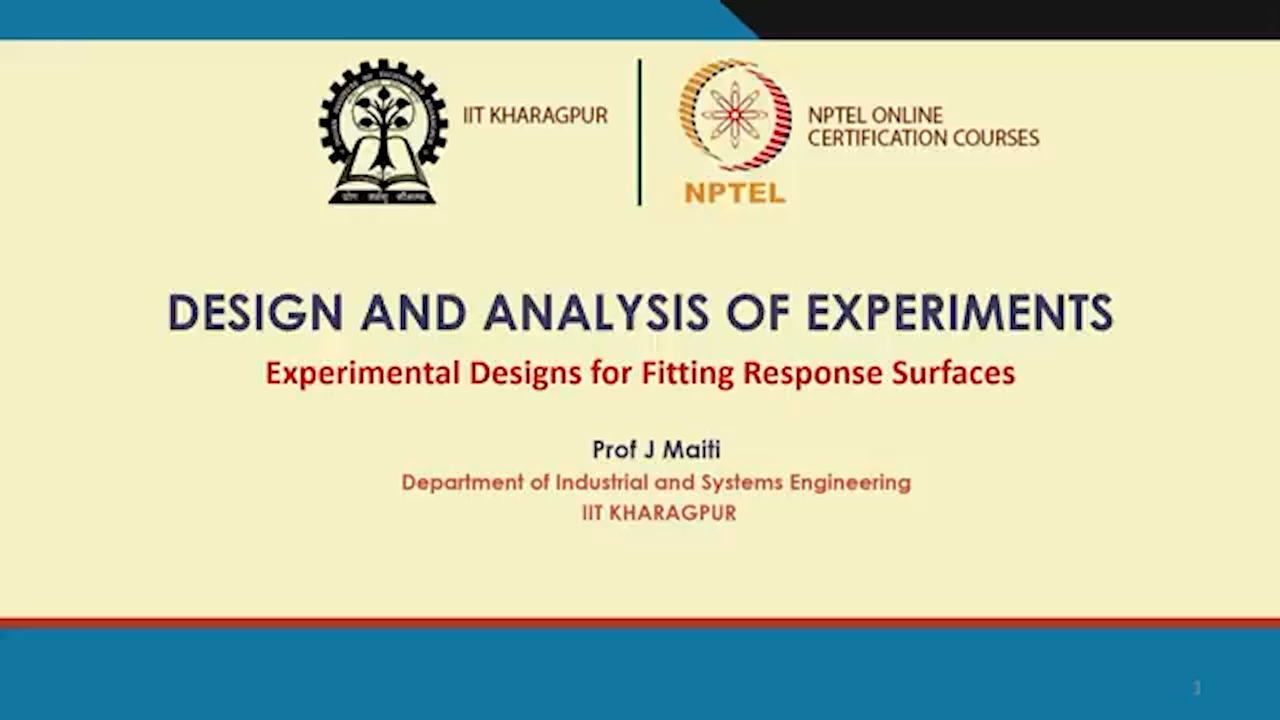 IIT KHARAGPUR
NPTEL ONLINE
CERTIFICATION COURSES
NPTEL
DESIGN AND ANALYSIS OF EXPERIMENTS
Experimental Designs for Fitting Response Surfaces
Prof J Maiti
Department of Industrial and Systems Engineering
IIT KHARAGPUR